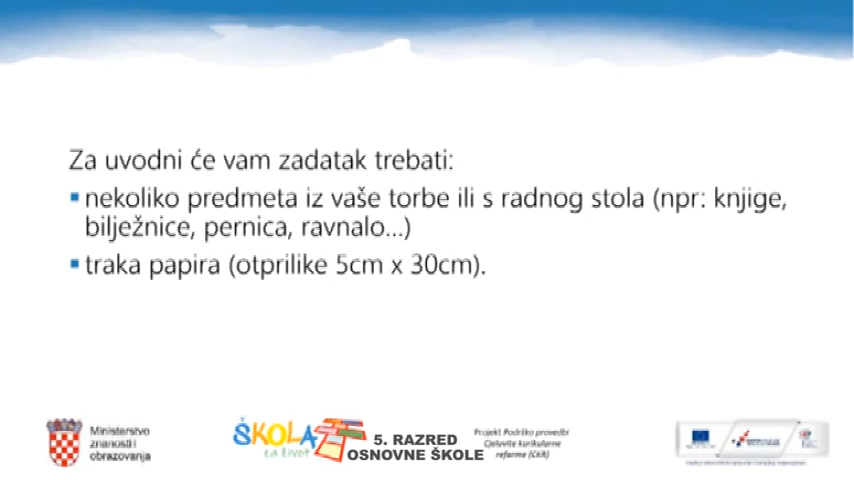 Za uvodni će vam zadatak trebati:
nekoliko predmeta iz vaše torbe ili s radnog stola (npr: knjige,
bilježnice, pernica, ravnalo...)
traka papira (otprilike 5cm x 30cm).
Ministarstvo
znanosti i
obrazovanja
ŠKOLA
za život
5. RAZRED
OSNOVNE ŠKOLE
Projekt Podrška provedbi
Cjelovite kurikularne
reforme (CKR)